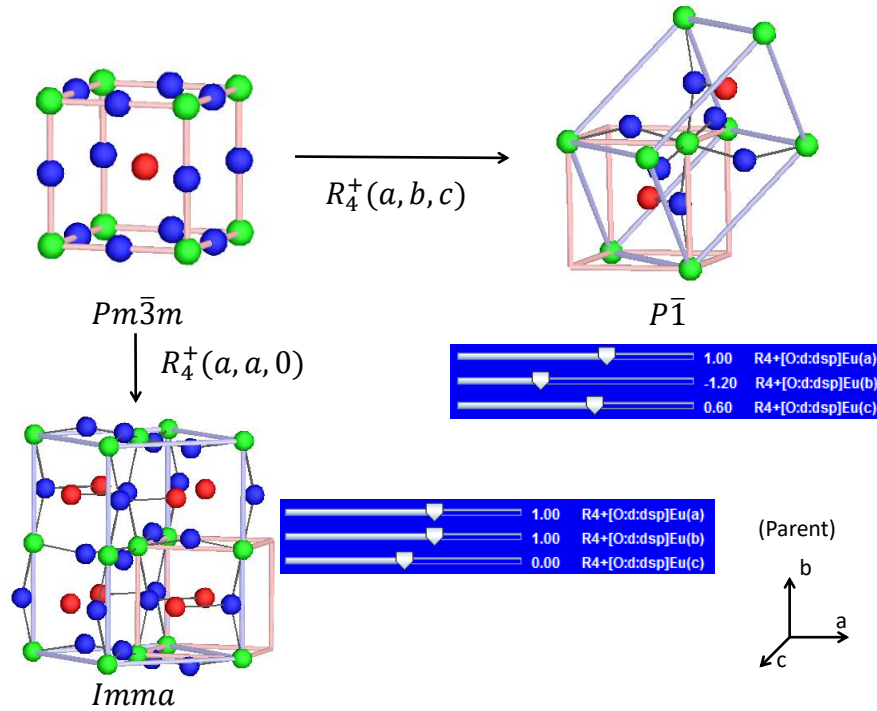 R₄⁺(a, b, c)
Pm3̅m
P1̅
R₄⁺(a, a, 0)
1.00 R4+[O:d:dsp]Eu(a)
-1.20 R4+[O:d:dsp]Eu(b)
0.60 R4+[O:d:dsp]Eu(c)
1.00 R4+[O:d:dsp]Eu(a)
1.00 R4+[O:d:dsp]Eu(b)
0.00 R4+[O:d:dsp]Eu(c)
(Parent)
b
a
c
Imma